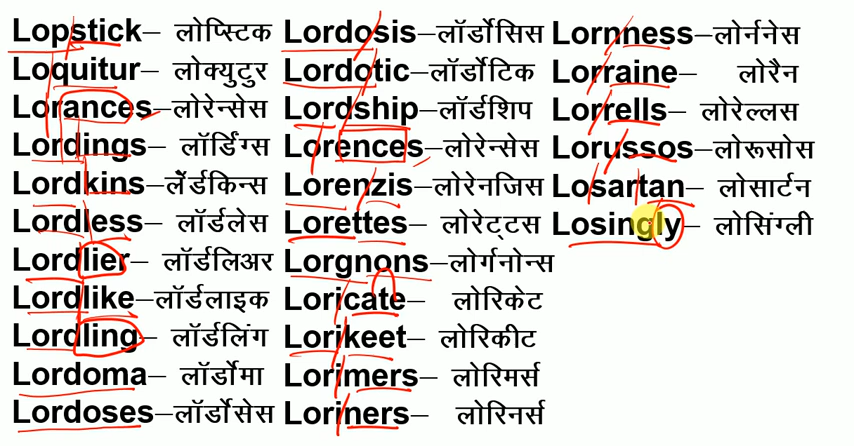 Lopstick– लोप्स्टिक
Loquitur– लोक्युटुर
Lorances–लोरेन्सेस
Lordings– लॉर्डिंग्स
Lordkins–लॅर्डकिन्स
Lordless– लॉर्डलेस
Lordlier– लॉर्डलिअर
Lordlike–लॉर्डलाइक
Lordling– लॉर्डलिंग
Lordoma– लॉर्डोमा
Lordoses–लॉर्डोसेस
Lordosis–लॉर्डोसिस
Lordotic–लॉर्डोटिक
Lordship–लॉर्डशिप
Lorences–लोरेन्सेस
Lorenzis–लोरेनजिस
Lorettes– लोरेट्टस
Lorgnons–लोर्गनोन्स
Loricate– लोरिकेट
Lorikeet– लोरिकीट
Lorimers– लोरिमर्स
Loriners– लोरिनर्स
Lornness–लोर्ननेस
Lorraine– लोरैन
Lorrells– लोरेल्लस
Lorussos–लोरूसोस
Losartan– लोसार्टन
Losingly– लोसिंग्ली